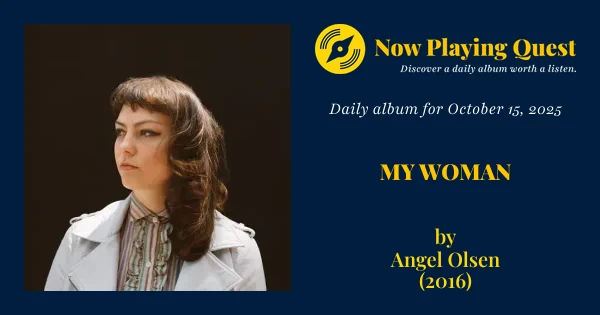 Now Playing Quest
Discover a daily album worth a listen.
Daily album for October 15, 2025
MY WOMAN
by
Angel Olsen
(2016)